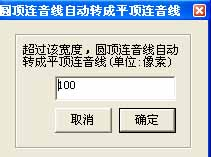 圆顶连音线自动转成平顶连音线
超过该宽度，圆顶连音线自动
转成平顶连音线(单位:像素)
100
取消 确定